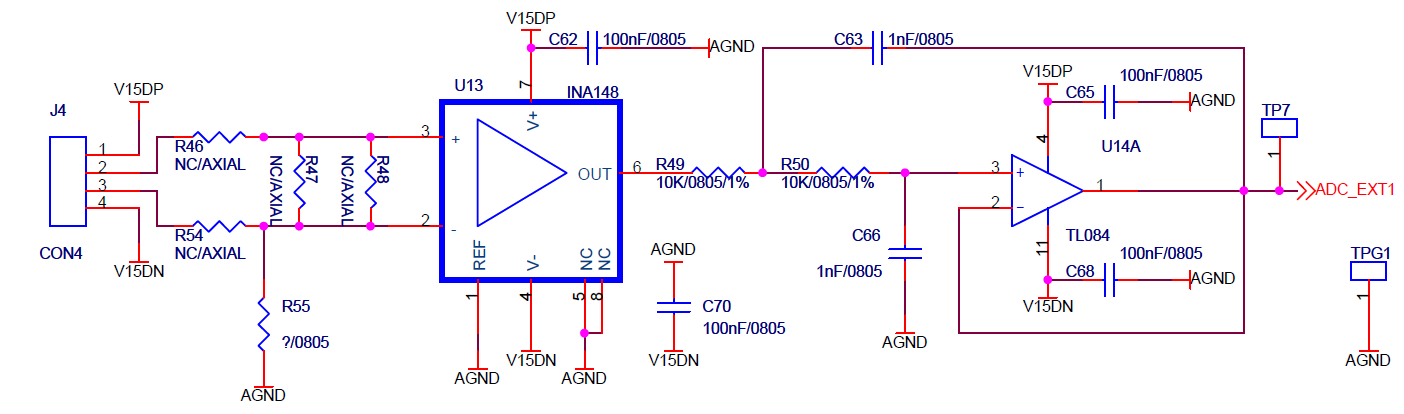 V15DP
C62
100nF/0805
AGND
C63
1nF/0805
J4
V15DP
1
2
3
4
CON4
V15DN
R46
NC/AXIAL
R47
NC/AXIAL
R48
NC/AXIAL
R54
NC/AXIAL
R55
?/0805
AGND
U13
INA148
7
V+
3
+
2
-
OUT
6
REF
V-
NC
NC
1
4
5
8
AGND
V15DN
AGND
AGND
C70
100nF/0805
V15DN
R49
10K/0805/1%
R50
10K/0805/1%
C66
1nF/0805
AGND
V15DP
C65
100nF/0805
AGND
4
U14A
3
+
2
−
1
11
TL084
C68
100nF/0805
AGND
V15DN
TP7
1
ADC_EXT1
TPG1
1
AGND